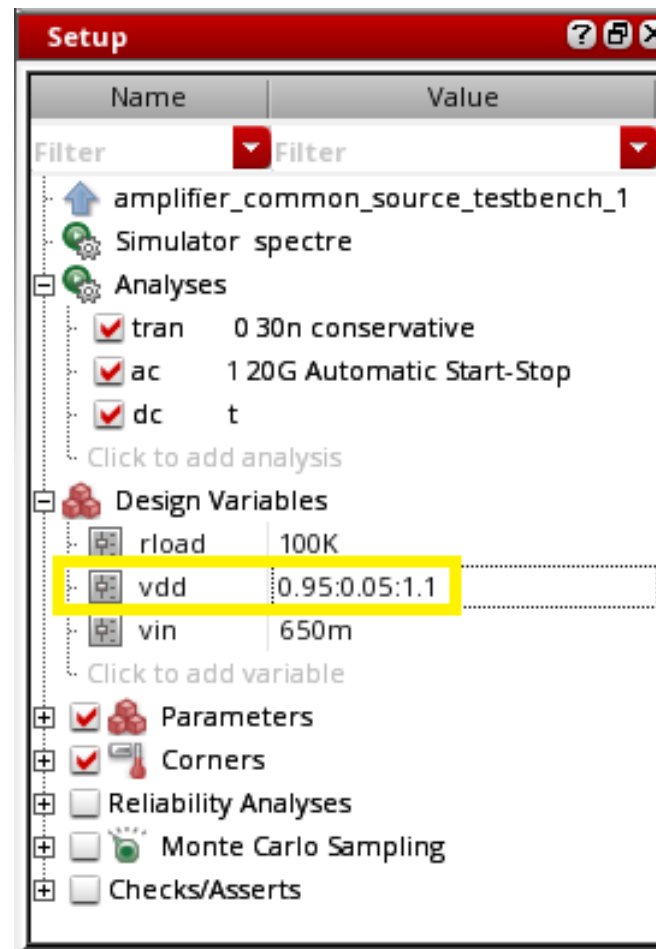 Setup
Name Value
Filter Filter
amplifier_common_source_testbench_1
Simulator spectre
Analyses
tran 0 30n conservative
ac 1 20G Automatic Start-Stop
dc t
Click to add analysis
Design Variables
rload 100K
vdd 0.95:0.05:1.1
vin 650m
Click to add variable
Parameters
Corners
Reliability Analyses
Monte Carlo Sampling
Checks/Asserts